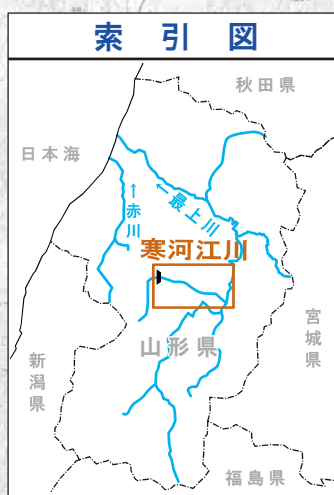 索引図
秋田県
日本海
←最上川
←赤川
寒河江川
山形県
宮城県
新潟県
福島県